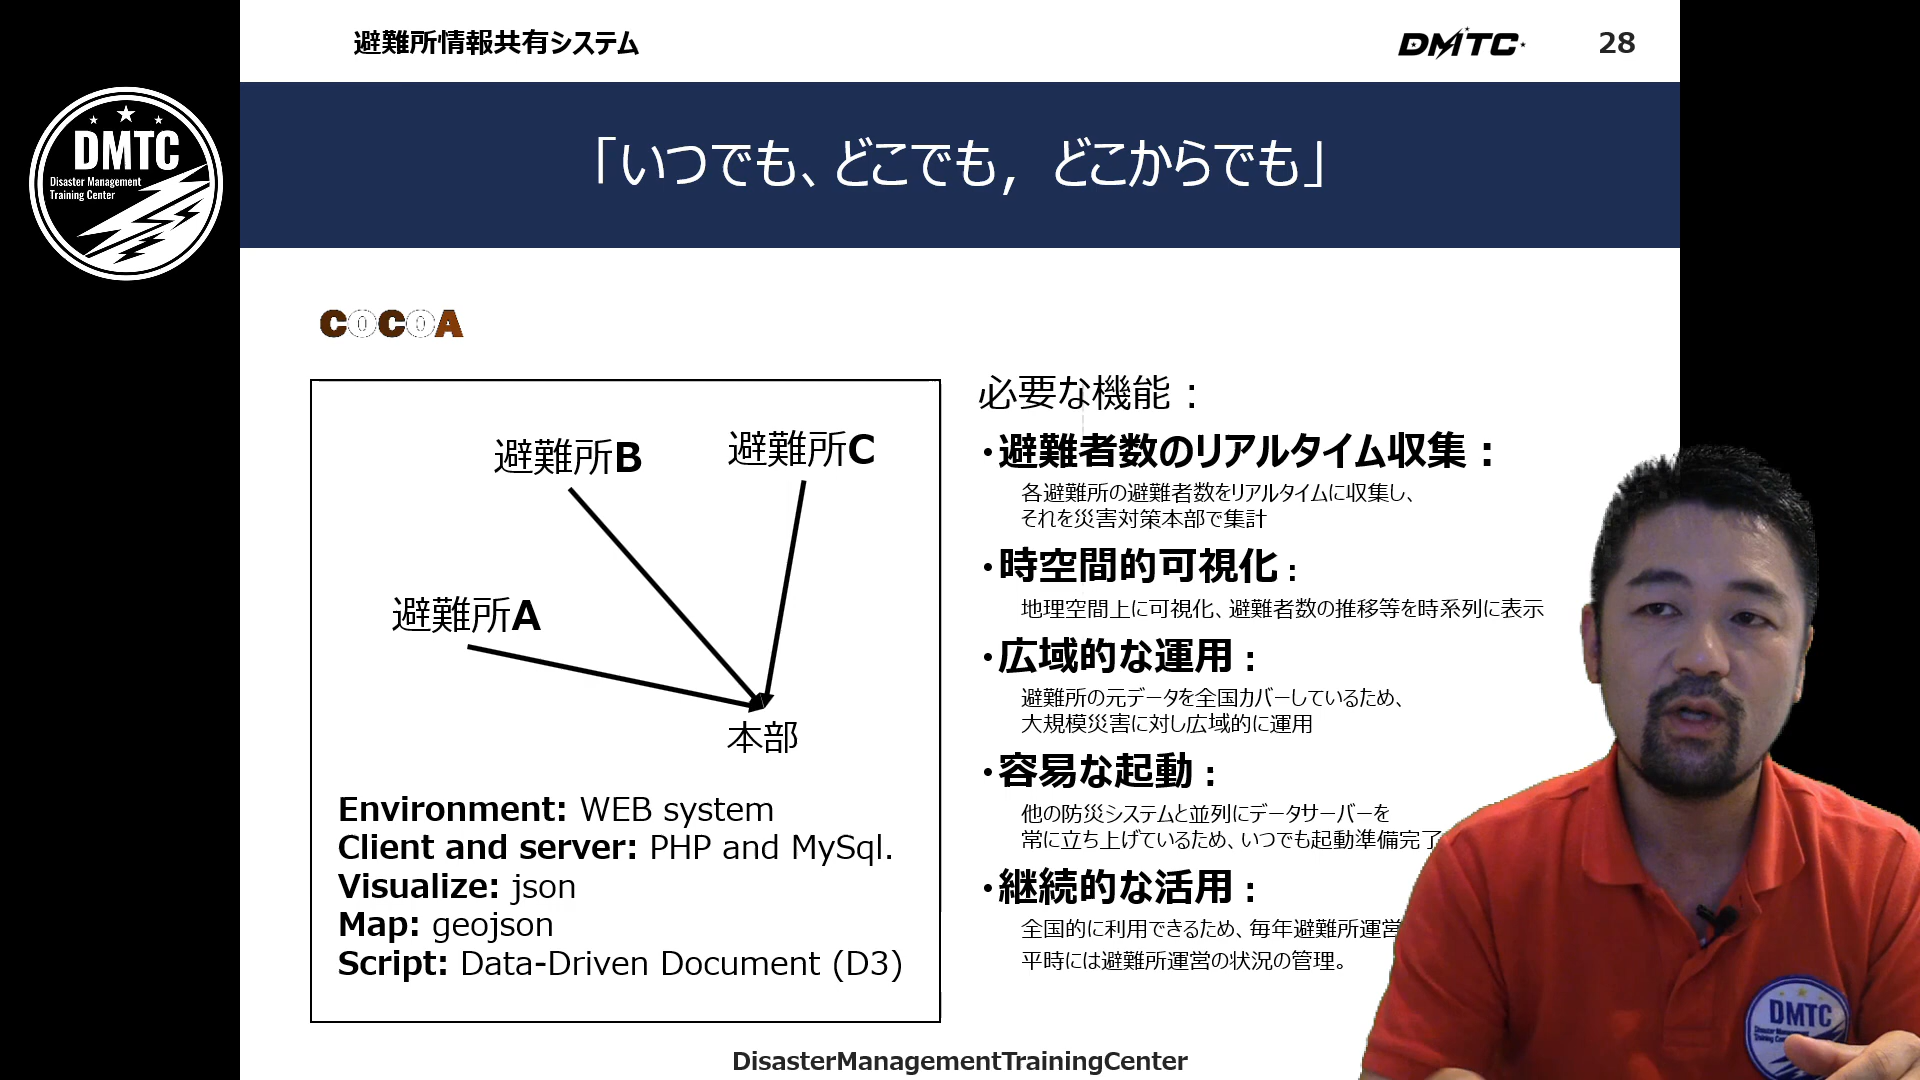 避難所情報共有システム
DMTC
28
DMTC
Disaster Management
Training Center
「いつでも、どこでも，どこからでも」
COCOA
避難所B
避難所C
避難所A
本部
Environment: WEB system
Client and server: PHP and MySql.
Visualize: json
Map: geojson
Script: Data-Driven Document (D3)
必要な機能：
・避難者数のリアルタイム収集：
各避難所の避難者数をリアルタイムに収集し、
それを災害対策本部で集計
・時空間的可視化：
地理空間上に可視化、避難者数の推移等を時系列に表示
・広域的な運用：
避難所の元データを全国カバーしているため、
大規模災害に対し広域的に運用
・容易な起動：
他の防災システムと並列にデータサーバーを
常に立ち上げているため、いつでも起動準備完了
・継続的な活用：
全国的に利用できるため、毎年避難所運営
平時には避難所運営の状況の管理。
DMTC
Disaster Management
DisasterManagementTrainingCenter